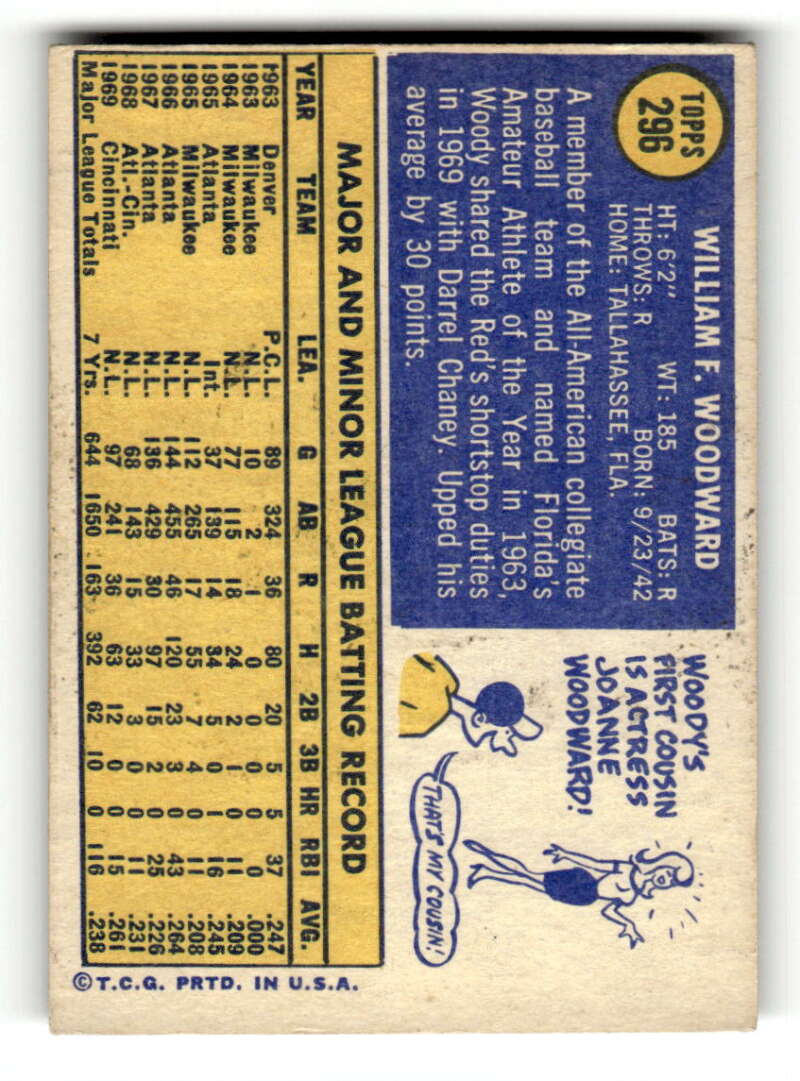 TOPPS
296
WILLIAM F. WOODWARD
HT: 6'2" WT: 185 BATS: R
THROWS: R BORN: 9/23/42
HOME: TALLAHASSEE, FLA.
A member of the All-American collegiate
baseball team and named Florida's
Amateur Athlete of the Year in 1963,
Woody shared the Red's shortstop duties
in 1969 with Darrel Chaney. Upped his
average by 30 points.
WOODY'S
FIRST COUSIN
IS ACTRESS
JOANNE
WOODWARD!
THAT'S MY COUSIN!
MAJOR AND MINOR LEAGUE BATTING RECORD
YEAR TEAM LEA. G AB R H 2B 3B HR RBI AVG.
1963 Denver P.C.L. 89 324 36 80 20 5 5 37 .247
1963 Milwaukee N.L. 10 2 1 0 0 0 0 0 .000
1964 Milwaukee N.L. 77 115 18 24 2 1 0 11 .209
1965 Atlanta Int. 37 139 14 34 5 0 1 16 .245
1965 Milwaukee N.L. 112 265 17 55 7 4 0 11 .208
1966 Atlanta N.L. 144 455 46 120 23 3 0 43 .264
1967 Atlanta N.L. 136 429 30 97 15 2 0 25 .226
1968 Atl.-Cin. N.L. 68 143 15 33 3 0 0 11 .231
1969 Cincinnati N.L. 97 241 36 63 12 0 0 15 .261
Major League Totals 7 Yrs. 644 1650 163 392 62 10 0 116 .238
©T.C.G. PRTD. IN U.S.A.